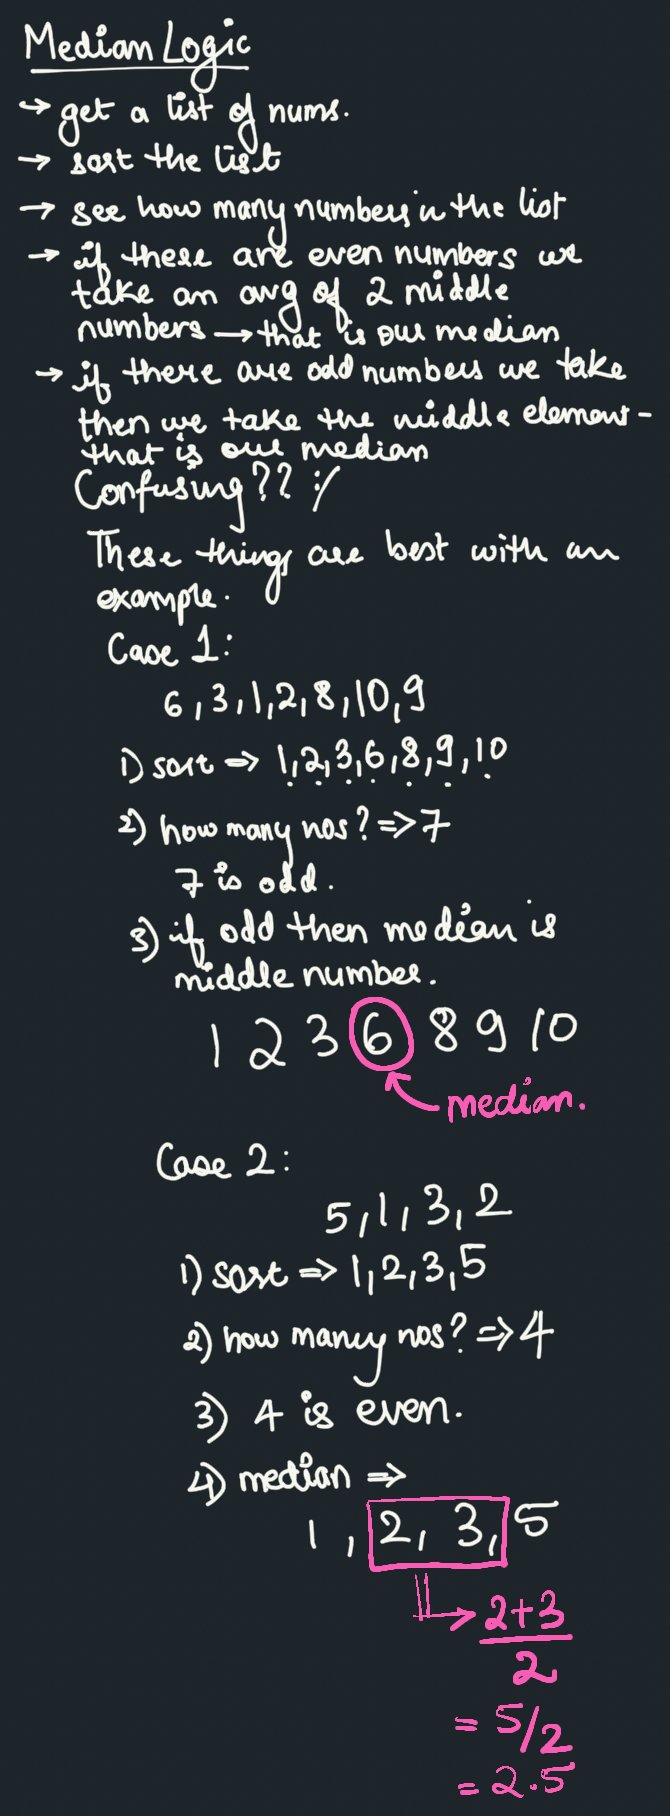 Median Logic
→ get a list of nums.
→ sort the list
→ see how many numbers in the list
→ if these are even numbers we
take an avg of 2 middle
numbers → that is our median
→ if there are odd numbers we take
then we take the middle element -
that is our median
Confusing?? :/
These things are best with an
example.
Case 1:
6, 3, 1, 2, 8, 10, 9
1) sort => 1, 2, 3, 6, 8, 9, 10
2) how many nos? => 7
7 is odd.
3) if odd then median is
middle number.
1 2 3 6 8 9 10
median.
Case 2:
5, 1, 3, 2
1) sort => 1, 2, 3, 5
2) how many nos? => 4
3) 4 is even.
4) median =>
1, 2, 3, 5
→ 2+3
2
= 5/2
= 2.5